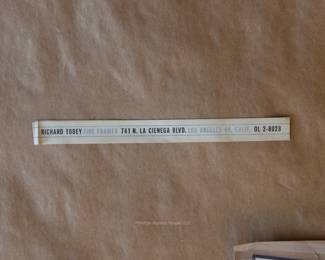 RICHARD TOBEY FINE FRAMES 741 N. LA CIENEGA BLVD. LOS ANGELES 69, CALIF. OL 2-8023